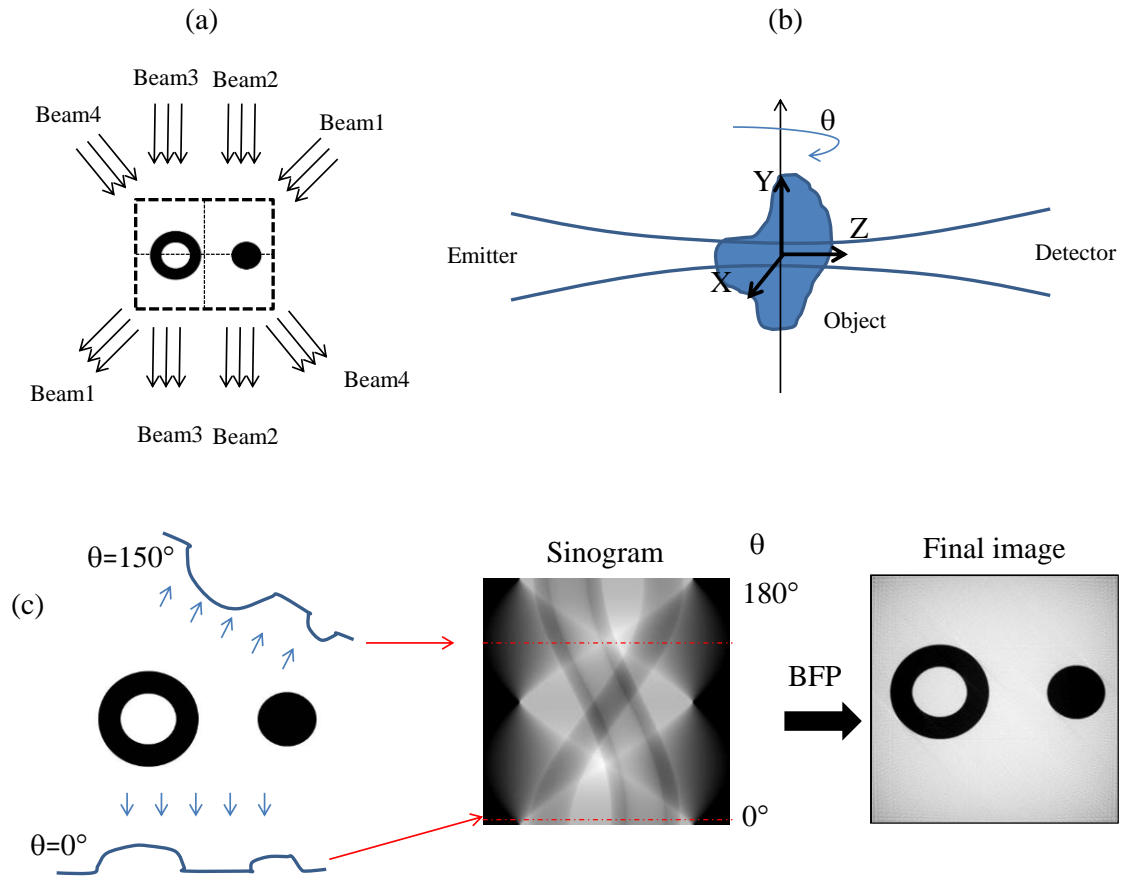 (a)
(b)
Beam3 Beam2
Beam4
Beam1
θ
Y
Z
Emitter
Detector
X
Object
Beam1
Beam4
Beam3 Beam2
θ=150°
Sinogram
θ
Final image
180°
(c)
BFP
0°
θ=0°